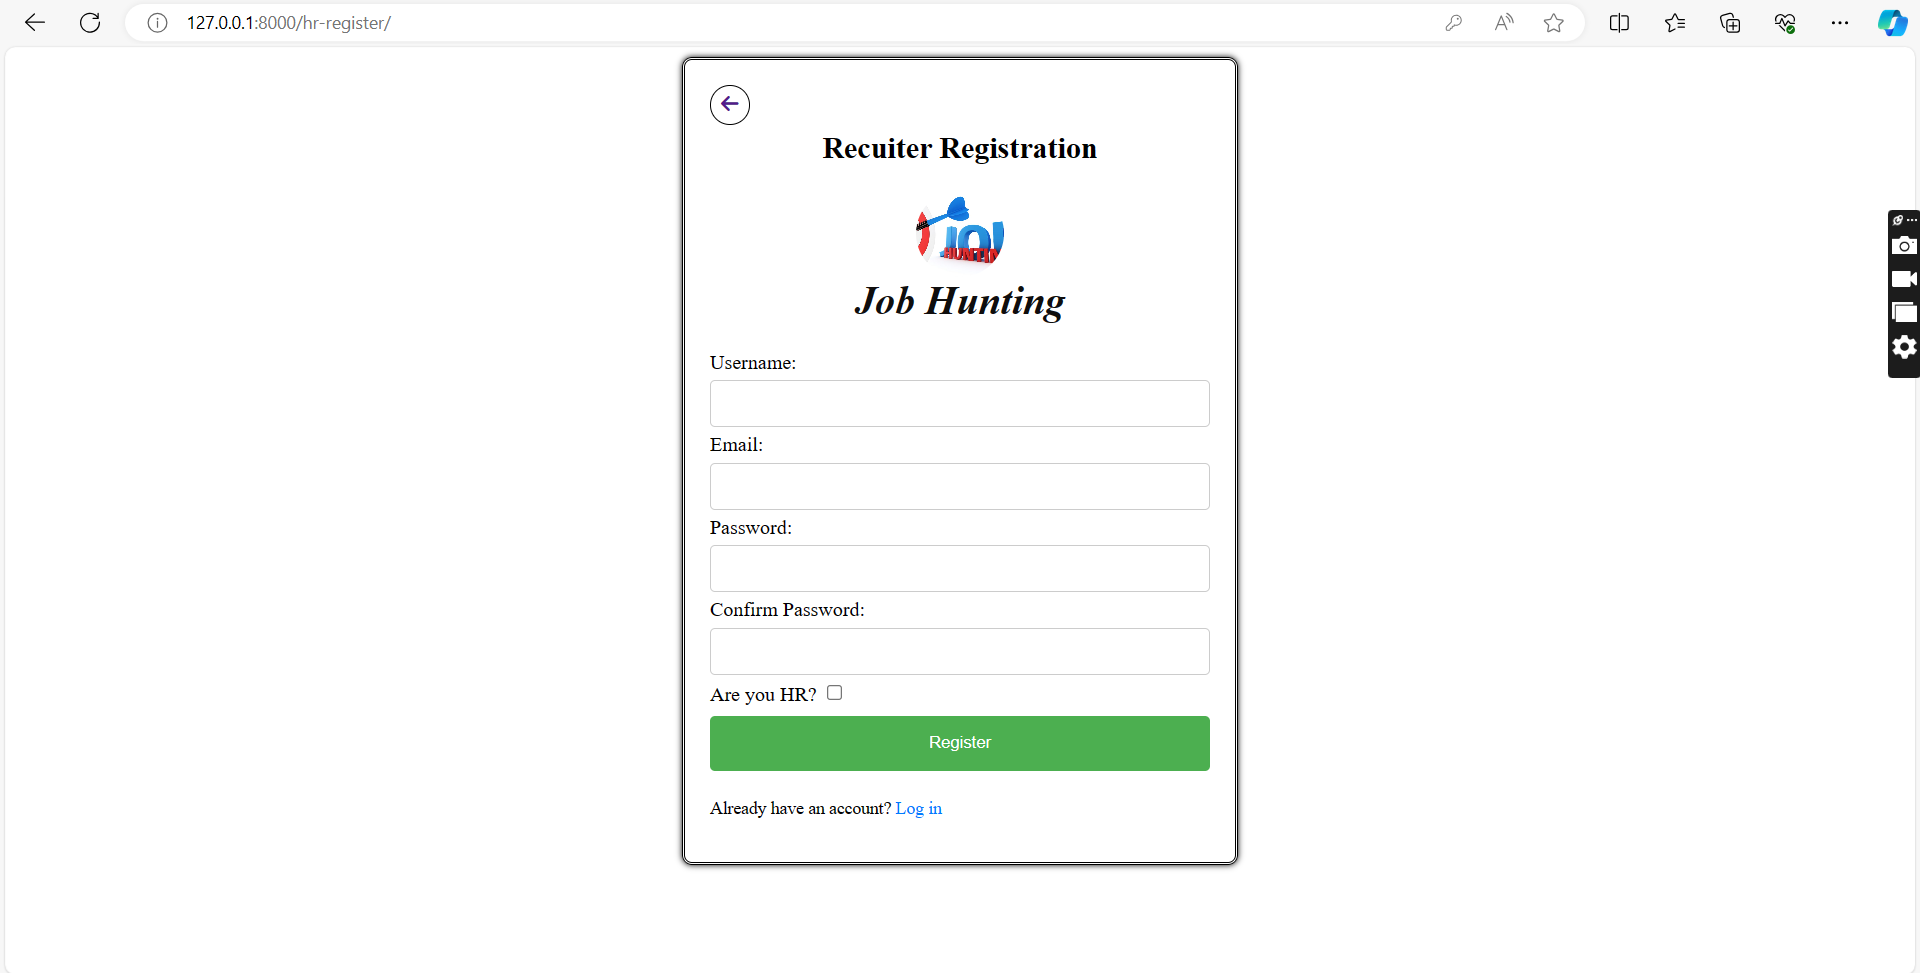 127.0.0.1:8000/hr-register/
Recuiter Registration
JOB
HUNTIN
Job Hunting
Username:
Email:
Password:
Confirm Password:
Are you HR?
Register
Already have an account? Log in